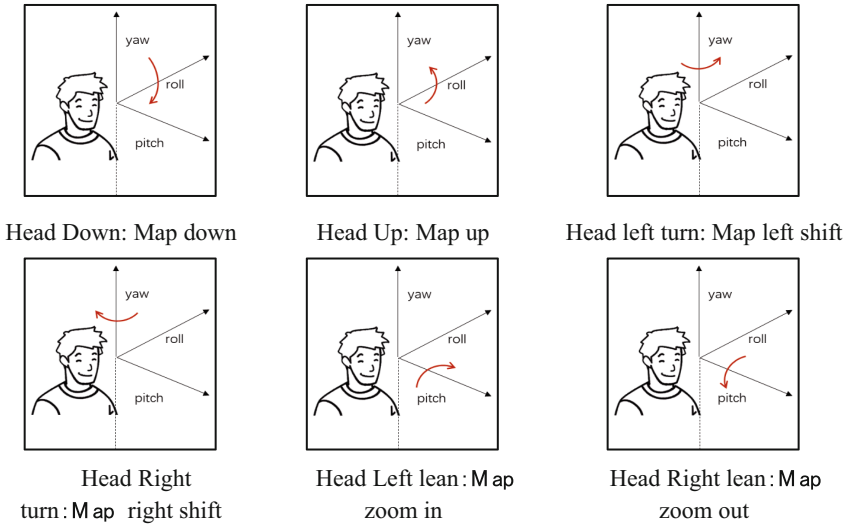 yaw
roll
pitch
yaw
roll
pitch
yaw
roll
pitch
Head Down: Map down
Head Up: Map up
Head left turn: Map left shift
yaw
roll
pitch
yaw
roll
pitch
yaw
roll
pitch
Head Right
turn: Map right shift
Head Left lean: Map
zoom in
Head Right lean: Map
zoom out